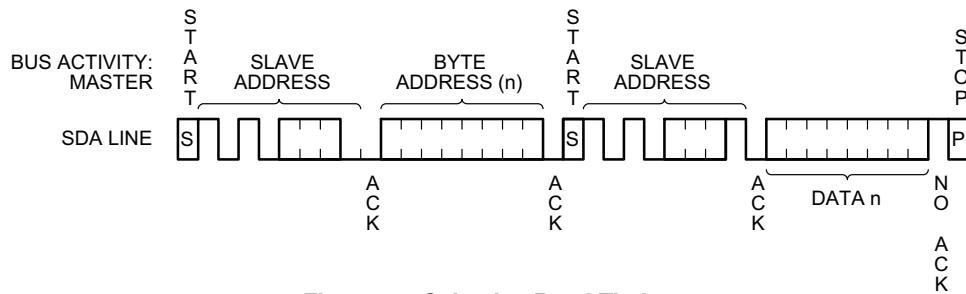 START
START
STOP
BUS ACTIVITY:
MASTER
SLAVE
ADDRESS
BYTE
ADDRESS (n)
SLAVE
ADDRESS
SDA LINE
S
S
P
ACK
ACK
ACK
DATA n
NO ACK